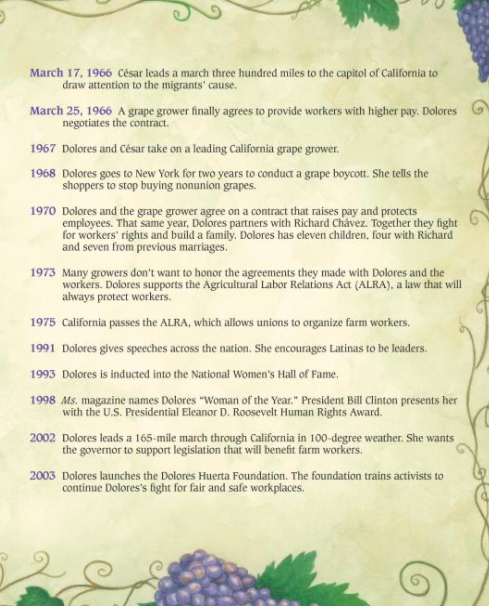 March 17, 1966 César leads a march three hundred miles to the capitol of California to
draw attention to the migrants' cause.
March 25, 1966 A grape grower finally agrees to provide workers with higher pay. Dolores
negotiates the contract.
1967 Dolores and César take on a leading California grape grower.
1968 Dolores goes to New York for two years to conduct a grape boycott. She tells the
shoppers to stop buying nonunion grapes.
1970 Dolores and the grape grower agree on a contract that raises pay and protects
employees. That same year, Dolores partners with Richard Chávez. Together they fight
for workers' rights and build a family. Dolores has eleven children, four with Richard
and seven from previous marriages.
1973 Many growers don't want to honor the agreements they made with Dolores and the
workers. Dolores supports the Agricultural Labor Relations Act (ALRA), a law that will
always protect workers.
1975 California passes the ALRA, which allows unions to organize farm workers.
1991 Dolores gives speeches across the nation. She encourages Latinas to be leaders.
1993 Dolores is inducted into the National Women's Hall of Fame.
1998 Ms. magazine names Dolores "Woman of the Year." President Bill Clinton presents her
with the U.S. Presidential Eleanor D. Roosevelt Human Rights Award.
2002 Dolores leads a 165-mile march through California in 100-degree weather. She wants
the governor to support legislation that will benefit farm workers.
2003 Dolores launches the Dolores Huerta Foundation. The foundation trains activists to
continue Dolores's fight for fair and safe workplaces.